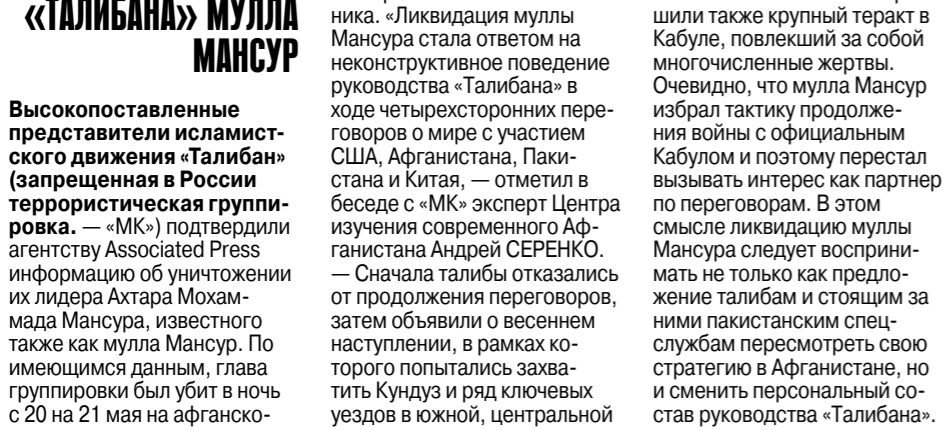 «ТАЛИБАНА» МУЛЛА
МАНСУР
Высокопоставленные
представители исламист-
ского движения «Талибан»
(запрещенная в России
террористическая группи-
ровка. — «МК») подтвердили
агентству Associated Press
информацию об уничтожении
их лидера Ахтара Мохам-
мада Мансура, известного
также как мулла Мансур. По
имеющимся данным, глава
группировки был убит в ночь
с 20 на 21 мая на афганско-
ника. «Ликвидация муллы
Мансура стала ответом на
неконструктивное поведение
руководства «Талибана» в
ходе четырехсторонних пере-
говоров о мире с участием
США, Афганистана, Паки-
стана и Китая, — отметил в
беседе с «МК» эксперт Центра
изучения современного Аф-
ганистана Андрей СЕРЕНКО.
— Сначала талибы отказались
от продолжения переговоров,
затем объявили о весеннем
наступлении, в рамках ко-
торого попытались захва-
тить Кундуз и ряд ключевых
уездов в южной, центральной
шили также крупный теракт в
Кабуле, повлекший за собой
многочисленные жертвы.
Очевидно, что мулла Мансур
избрал тактику продолже-
ния войны с официальным
Кабулом и поэтому перестал
вызывать интерес как партнер
по переговорам. В этом
смысле ликвидацию муллы
Мансура следует восприни-
мать не только как предло-
жение талибам и стоящим за
ними пакистанским спец-
службам пересмотреть свою
стратегию в Афганистане, но
и сменить персональный со-
став руководства «Талибана».